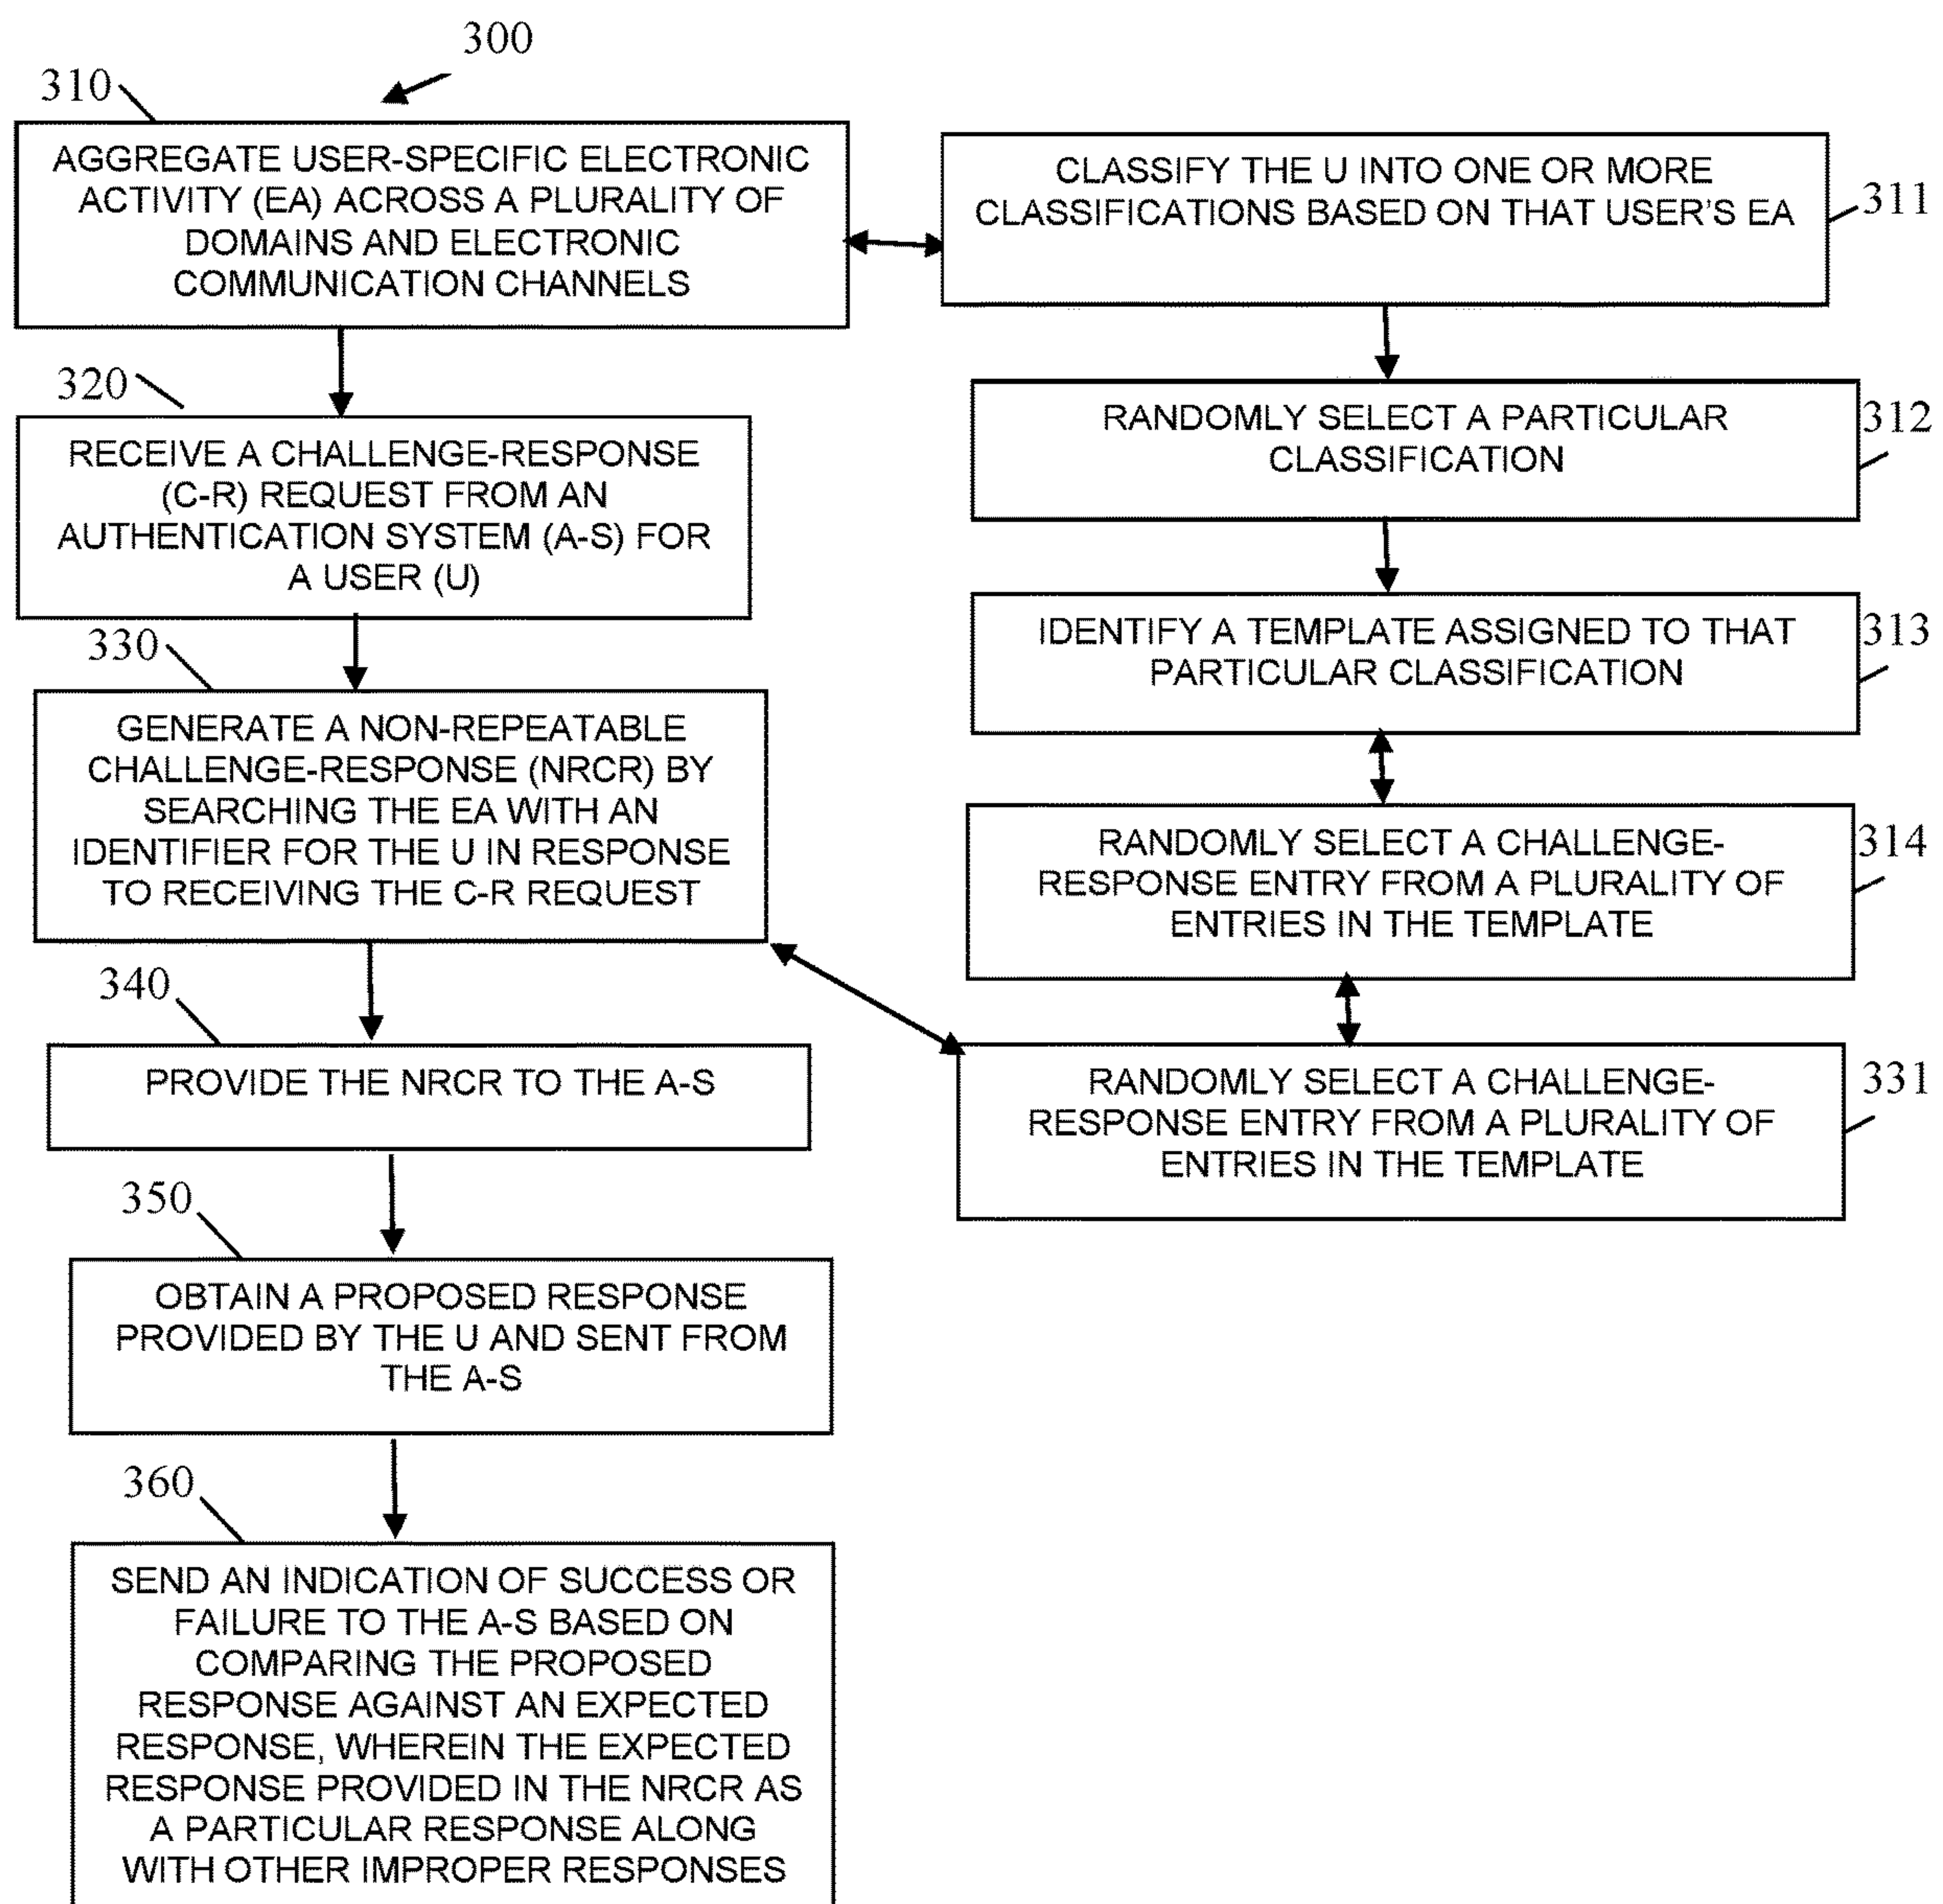 300
310
AGGREGATE USER-SPECIFIC ELECTRONIC
ACTIVITY (EA) ACROSS A PLURALITY OF
DOMAINS AND ELECTRONIC
COMMUNICATION CHANNELS
320
RECEIVE A CHALLENGE-RESPONSE
(C-R) REQUEST FROM AN
AUTHENTICATION SYSTEM (A-S) FOR
A USER (U)
330
GENERATE A NON-REPEATABLE
CHALLENGE-RESPONSE (NRCR) BY
SEARCHING THE EA WITH AN
IDENTIFIER FOR THE U IN RESPONSE
TO RECEIVING THE C-R REQUEST
340
PROVIDE THE NRCR TO THE A-S
350
OBTAIN A PROPOSED RESPONSE
PROVIDED BY THE U AND SENT FROM
THE A-S
360
SEND AN INDICATION OF SUCCESS OR
FAILURE TO THE A-S BASED ON
COMPARING THE PROPOSED
RESPONSE AGAINST AN EXPECTED
RESPONSE, WHEREIN THE EXPECTED
RESPONSE PROVIDED IN THE NRCR AS
A PARTICULAR RESPONSE ALONG
WITH OTHER IMPROPER RESPONSES
CLASSIFY THE U INTO ONE OR MORE
CLASSIFICATIONS BASED ON THAT USER'S EA
311
RANDOMLY SELECT A PARTICULAR
CLASSIFICATION
312
IDENTIFY A TEMPLATE ASSIGNED TO THAT
PARTICULAR CLASSIFICATION
313
RANDOMLY SELECT A CHALLENGE-
RESPONSE ENTRY FROM A PLURALITY OF
ENTRIES IN THE TEMPLATE
314
RANDOMLY SELECT A CHALLENGE-
RESPONSE ENTRY FROM A PLURALITY OF
ENTRIES IN THE TEMPLATE
331